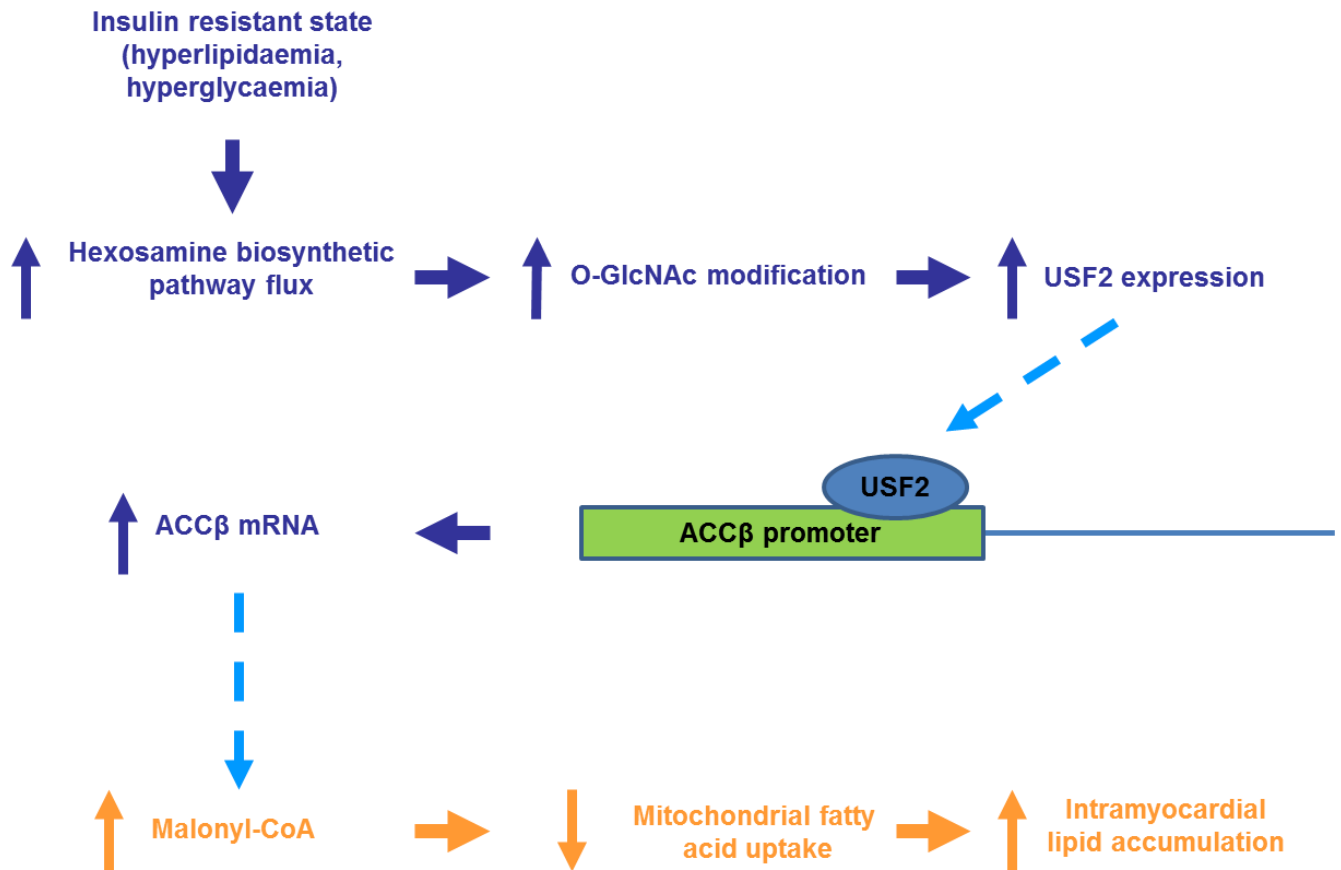 Insulin resistant state
(hyperlipidaemia,
hyperglycaemia)
Hexosamine biosynthetic
pathway flux
O-GlcNAc modification
USF2 expression
USF2
ACCβ promoter
ACCβ mRNA
Malonyl-CoA
Mitochondrial fatty
acid uptake
Intramyocardial
lipid accumulation